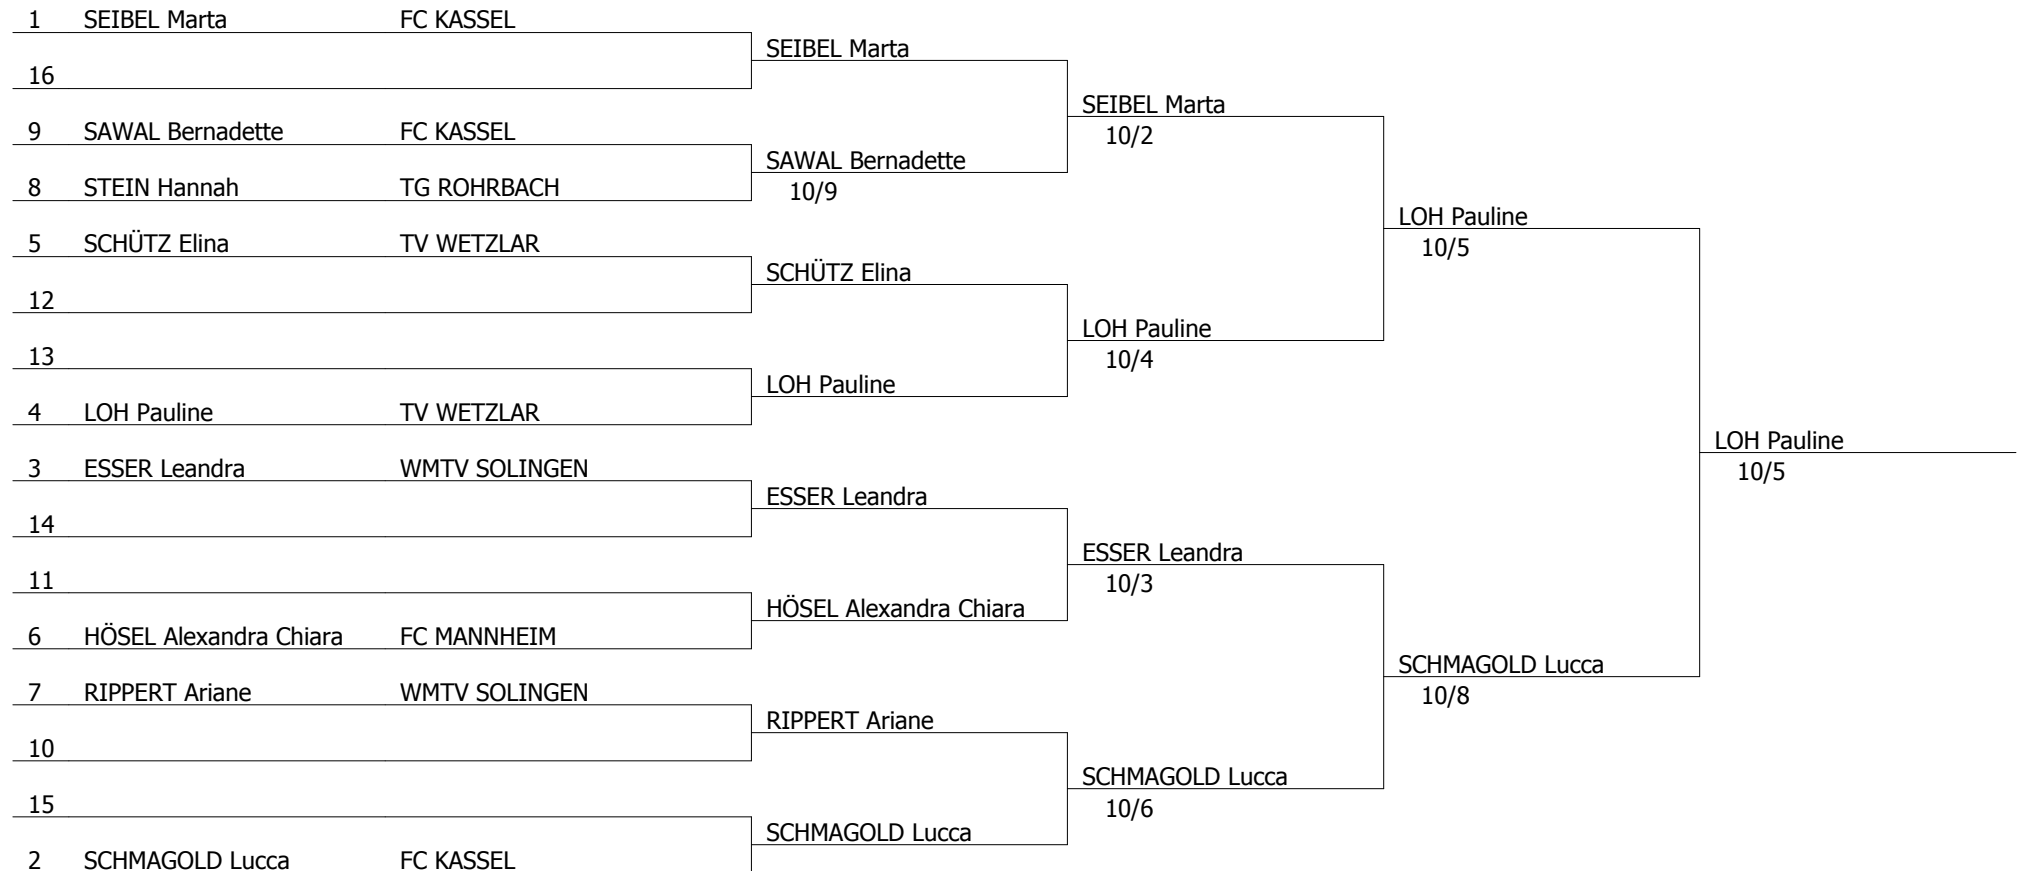 1 SEIBEL Marta FC KASSEL
SEIBEL Marta
16
SEIBEL Marta
10/2
9 SAWAL Bernadette FC KASSEL
SAWAL Bernadette
10/9
8 STEIN Hannah TG ROHRBACH
LOH Pauline
10/5
5 SCHÜTZ Elina TV WETZLAR
SCHÜTZ Elina
12
LOH Pauline
10/4
13
LOH Pauline
4 LOH Pauline TV WETZLAR
LOH Pauline
10/5
3 ESSER Leandra WMTV SOLINGEN
ESSER Leandra
14
ESSER Leandra
10/3
11
HÖSEL Alexandra Chiara
6 HÖSEL Alexandra Chiara FC MANNHEIM
SCHMAGOLD Lucca
10/8
7 RIPPERT Ariane WMTV SOLINGEN
RIPPERT Ariane
10
SCHMAGOLD Lucca
10/6
15
SCHMAGOLD Lucca
2 SCHMAGOLD Lucca FC KASSEL